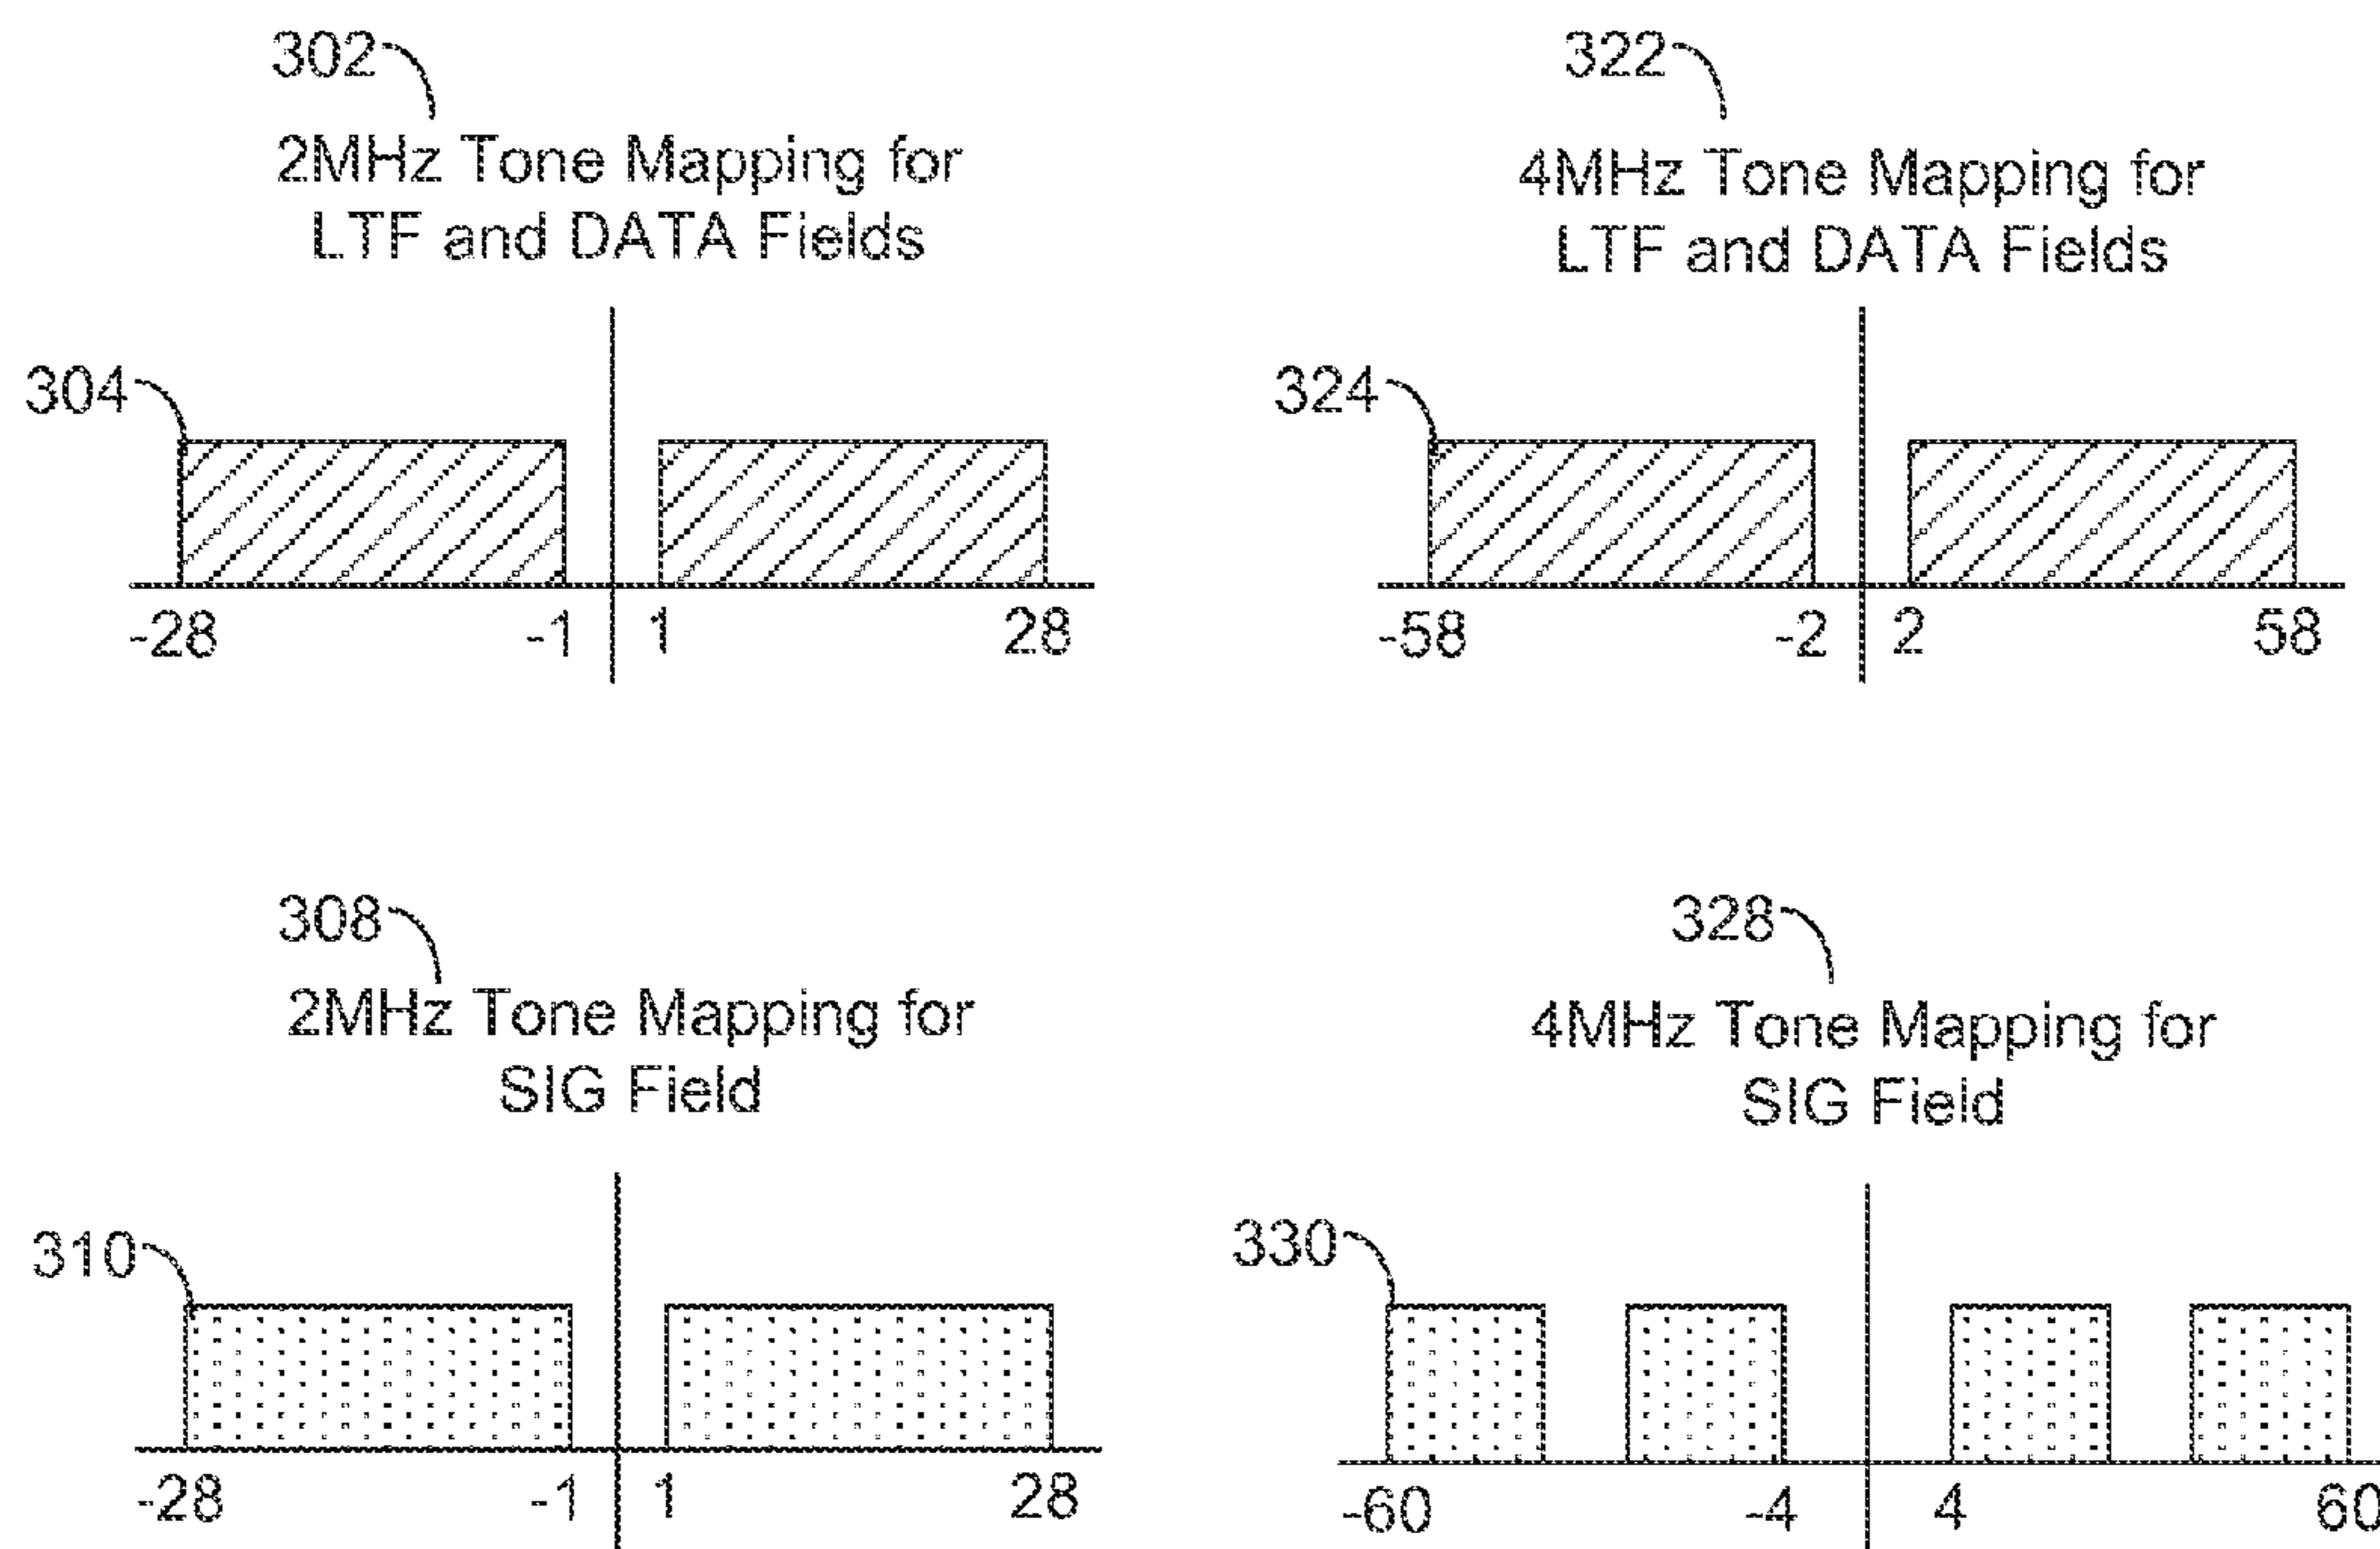 302
2MHz Tone Mapping for
LTF and DATA Fields
304
-28 -1 1 28
322
4MHz Tone Mapping for
LTF and DATA Fields
324
-58 -2 2 58
308
2MHz Tone Mapping for
SIG Field
310
-28 -1 1 28
328
4MHz Tone Mapping for
SIG Field
330
-60 -4 4 60